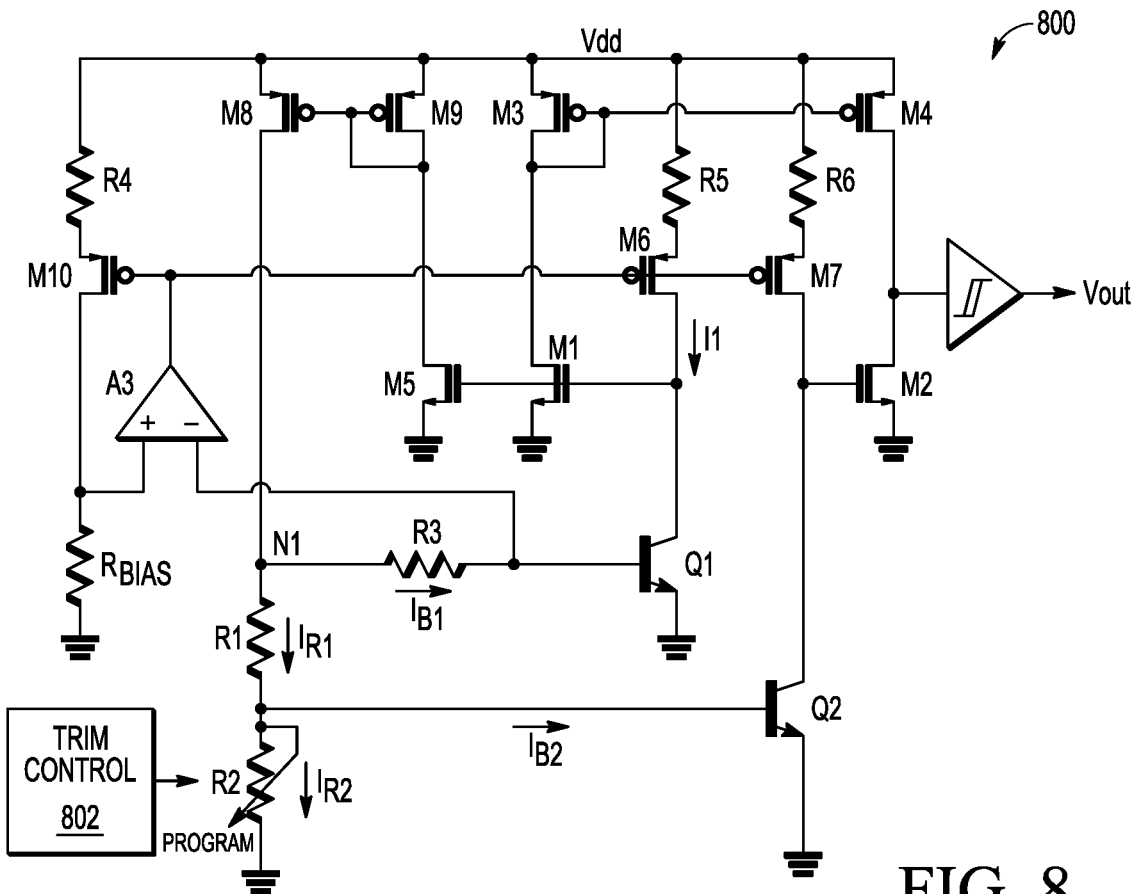 800
Vdd
M8
M9
M3
M4
R4
R5
R6
M10
M6
M7
Vout
I1
M1
A3
M5
M2
+ −
N1
R3
Q1
RBIAS
IB1
R1
IR1
TRIM
CONTROL
802
Q2
IB2
R2
IR2
PROGRAM
FIG. 8